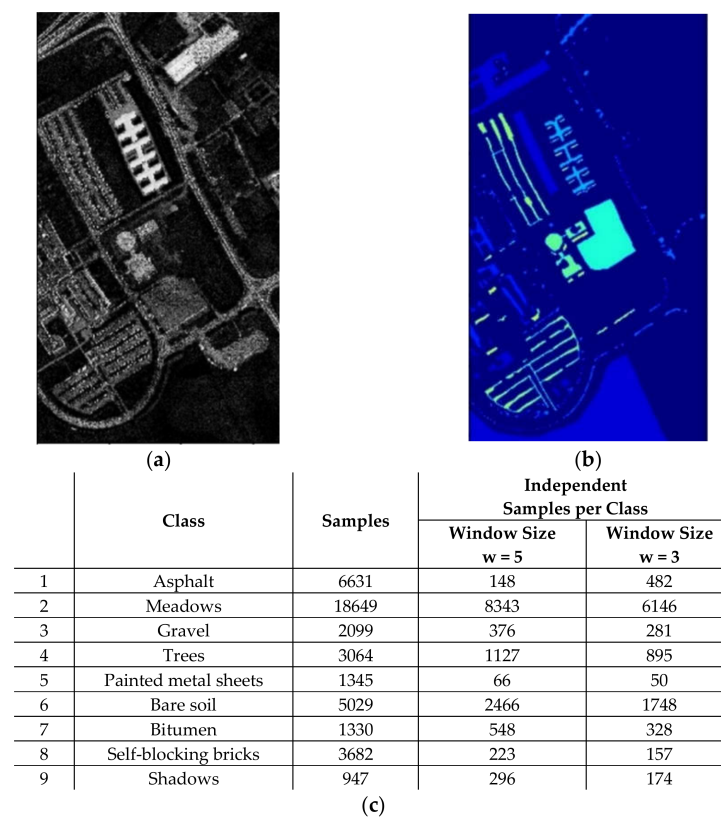 (a)
(b)
Class Samples Independent Samples per Class
Window Size w = 5 Window Size w = 3
1 Asphalt 6631 148 482
2 Meadows 18649 8343 6146
3 Gravel 2099 376 281
4 Trees 3064 1127 895
5 Painted metal sheets 1345 66 50
6 Bare soil 5029 2466 1748
7 Bitumen 1330 548 328
8 Self-blocking bricks 3682 223 157
9 Shadows 947 296 174
(c)